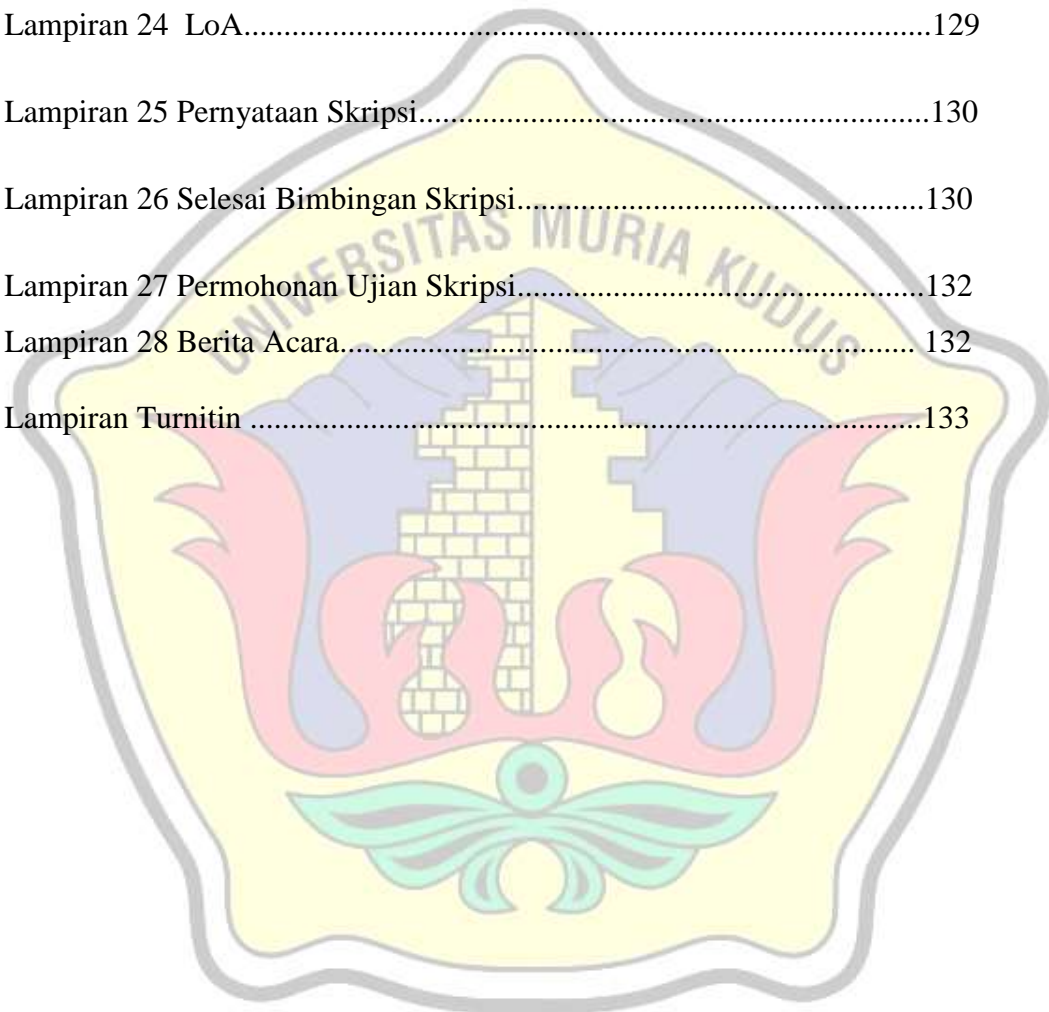 Lampiran 24  LoA.........................................................................129
Lampiran 25 Pernyataan Skripsi..............................................................130
Lampiran 26 Selesai Bimbingan Skripsi.................................................130
UNIVERSITAS MURIA KUDUS
Lampiran 27 Permohonan Ujian Skripsi.................................................132
Lampiran 28 Berita Acara..................................................................... 132
Lampiran Turnitin .................................................................................133